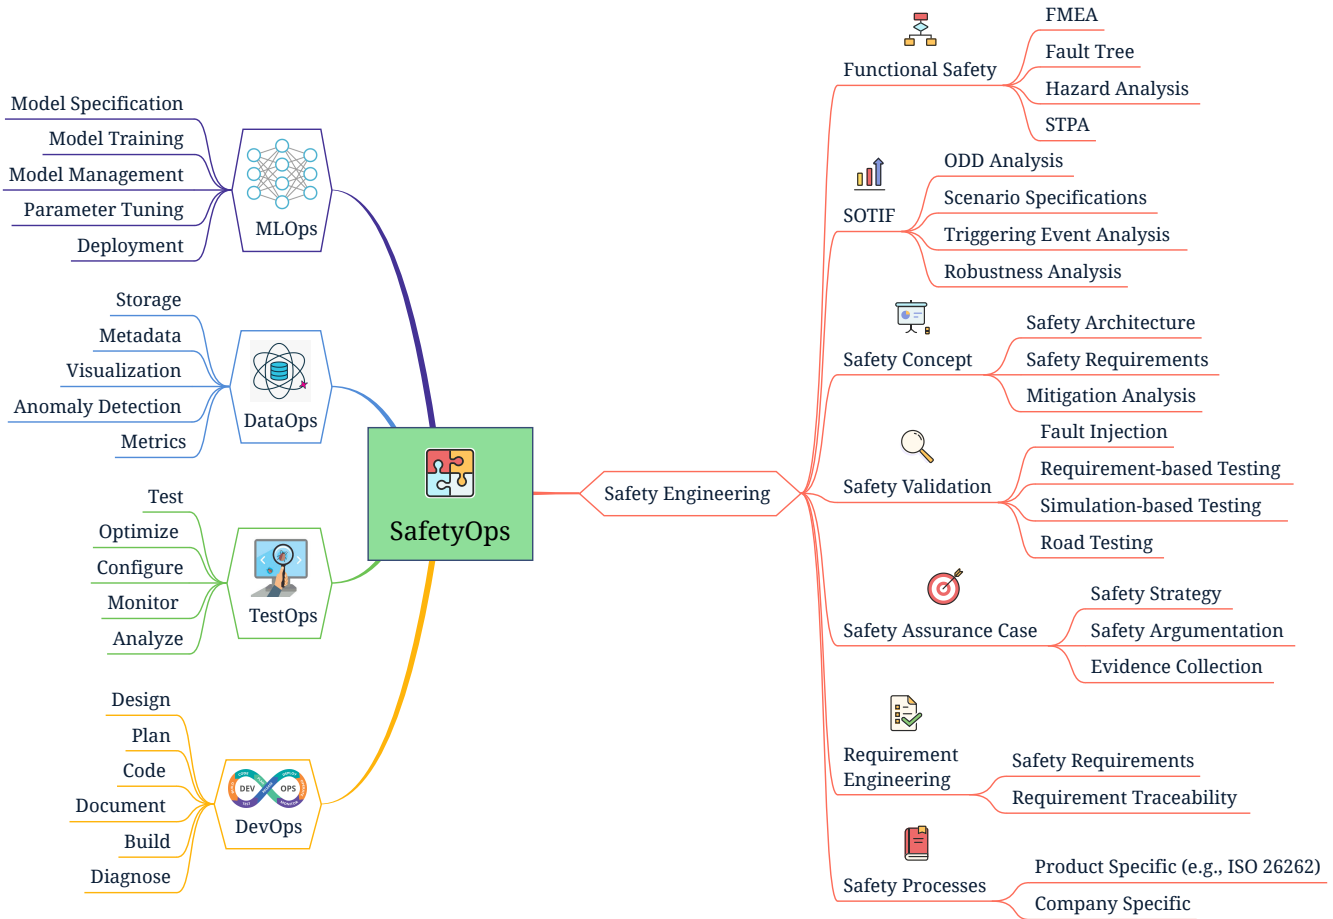 Model Specification
Model Training
Model Management
Parameter Tuning
Deployment
MLOps
Storage
Metadata
Visualization
Anomaly Detection
Metrics
DataOps
Test
Optimize
Configure
Monitor
Analyze
TestOps
Design
Plan
Code
Document
Build
Diagnose
DEV OPS
DevOps
SafetyOps
Safety Engineering
Functional Safety
FMEA
Fault Tree
Hazard Analysis
STPA
SOTIF
ODD Analysis
Scenario Specifications
Triggering Event Analysis
Robustness Analysis
Safety Concept
Safety Architecture
Safety Requirements
Mitigation Analysis
Safety Validation
Fault Injection
Requirement-based Testing
Simulation-based Testing
Road Testing
Safety Assurance Case
Safety Strategy
Safety Argumentation
Evidence Collection
Requirement
Engineering
Safety Requirements
Requirement Traceability
Safety Processes
Product Specific (e.g., ISO 26262)
Company Specific